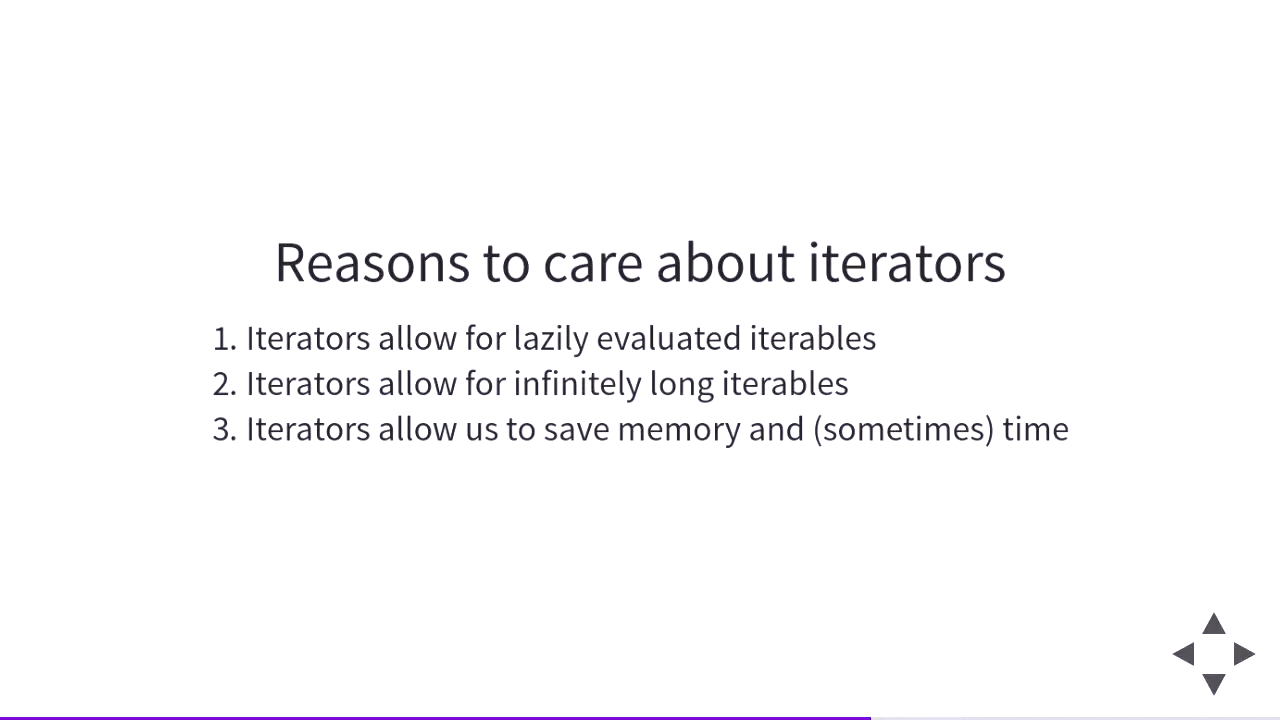 Reasons to care about iterators
1. Iterators allow for lazily evaluated iterables
2. Iterators allow for infinitely long iterables
3. Iterators allow us to save memory and (sometimes) time